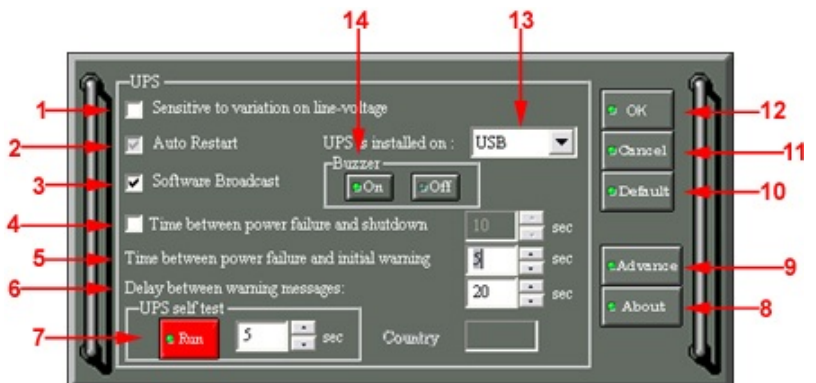 14
13
UPS
1
Sensitive to variation on line-voltage
OK
12
2
Auto Restart
UPS is installed on :
USB
Cancel
11
Buzzer
3
Software Broadcast
On
Off
Default
10
4
Time between power failure and shutdown
10
sec
5
Time between power failure and initial warning
5
sec
Advance
9
6
Delay between warning messages:
20
sec
UPS self test
About
8
7
Run
5
sec
Country